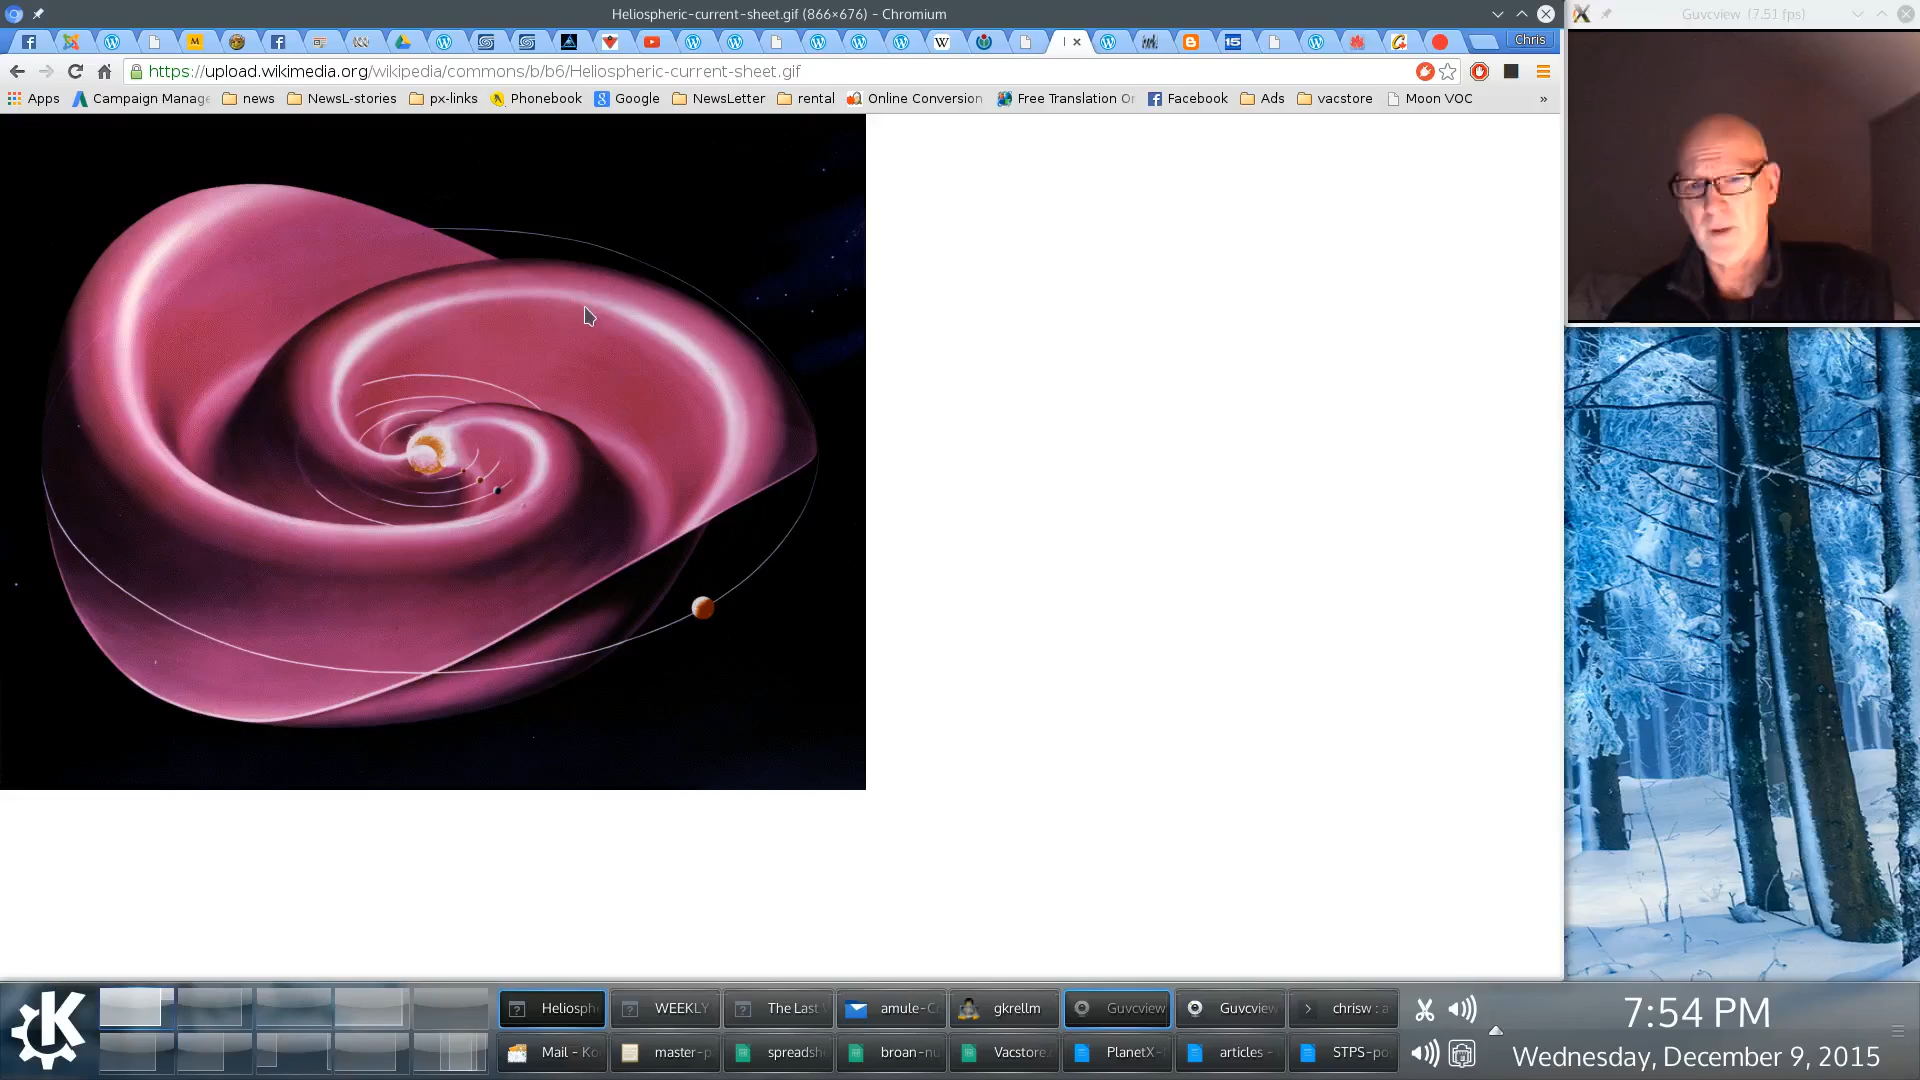 Heliospheric-current-sheet.gif (866×676) - Chromium
Guvcview (7.51 fps)
Chris
https://upload.wikimedia.org/wikipedia/commons/b/b6/Heliospheric-current-sheet.gif
Apps
Campaign Manage
news
NewsL-stories
px-links
Phonebook
Google
NewsLetter
rental
Online Conversion
Free Translation Or
Facebook
Ads
vacstore
Moon VOC
»
Heliosph
WEEKLY
The Last
amule-C
gkrellm
Guvcview
Guvcview
chrisw : a
7:54 PM
Mail - Ko
master-p
spreadsh
broan-nu
Vacstore.
PlanetX-
articles -
STPS-po
Wednesday, December 9, 2015